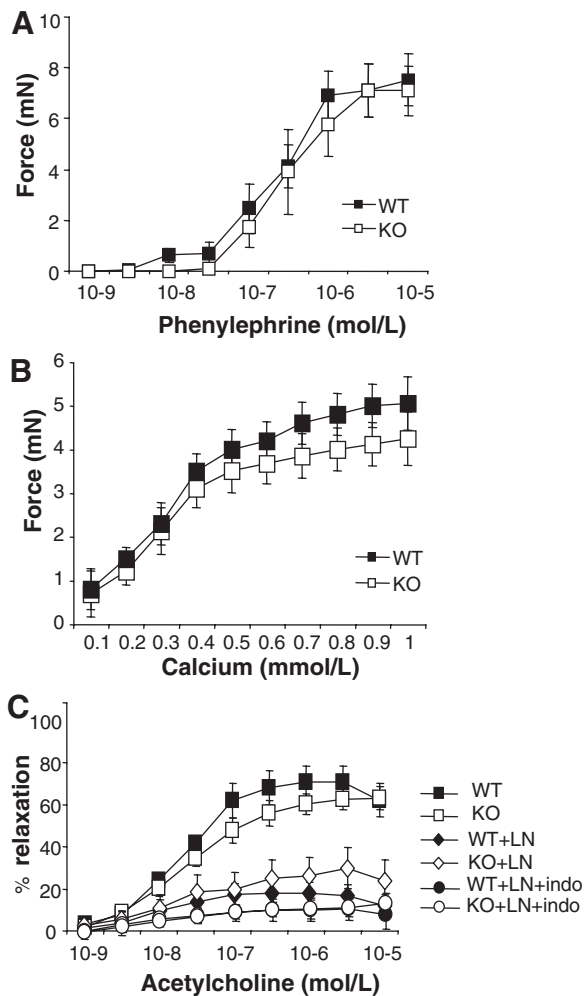 A
10
8
6
4
2
0
Force (mN)
WT
KO
10-9 10-8 10-7 10-6 10-5
Phenylephrine (mol/L)
B
6
5
4
3
2
1
0
Force (mN)
WT
KO
0.1 0.2 0.3 0.4 0.5 0.6 0.7 0.8 0.9 1
Calcium (mmol/L)
C
100
80
60
40
20
0
% relaxation
WT
KO
WT+LN
KO+LN
WT+LN+indo
KO+LN+indo
10-9 10-8 10-7 10-6 10-5
Acetylcholine (mol/L)